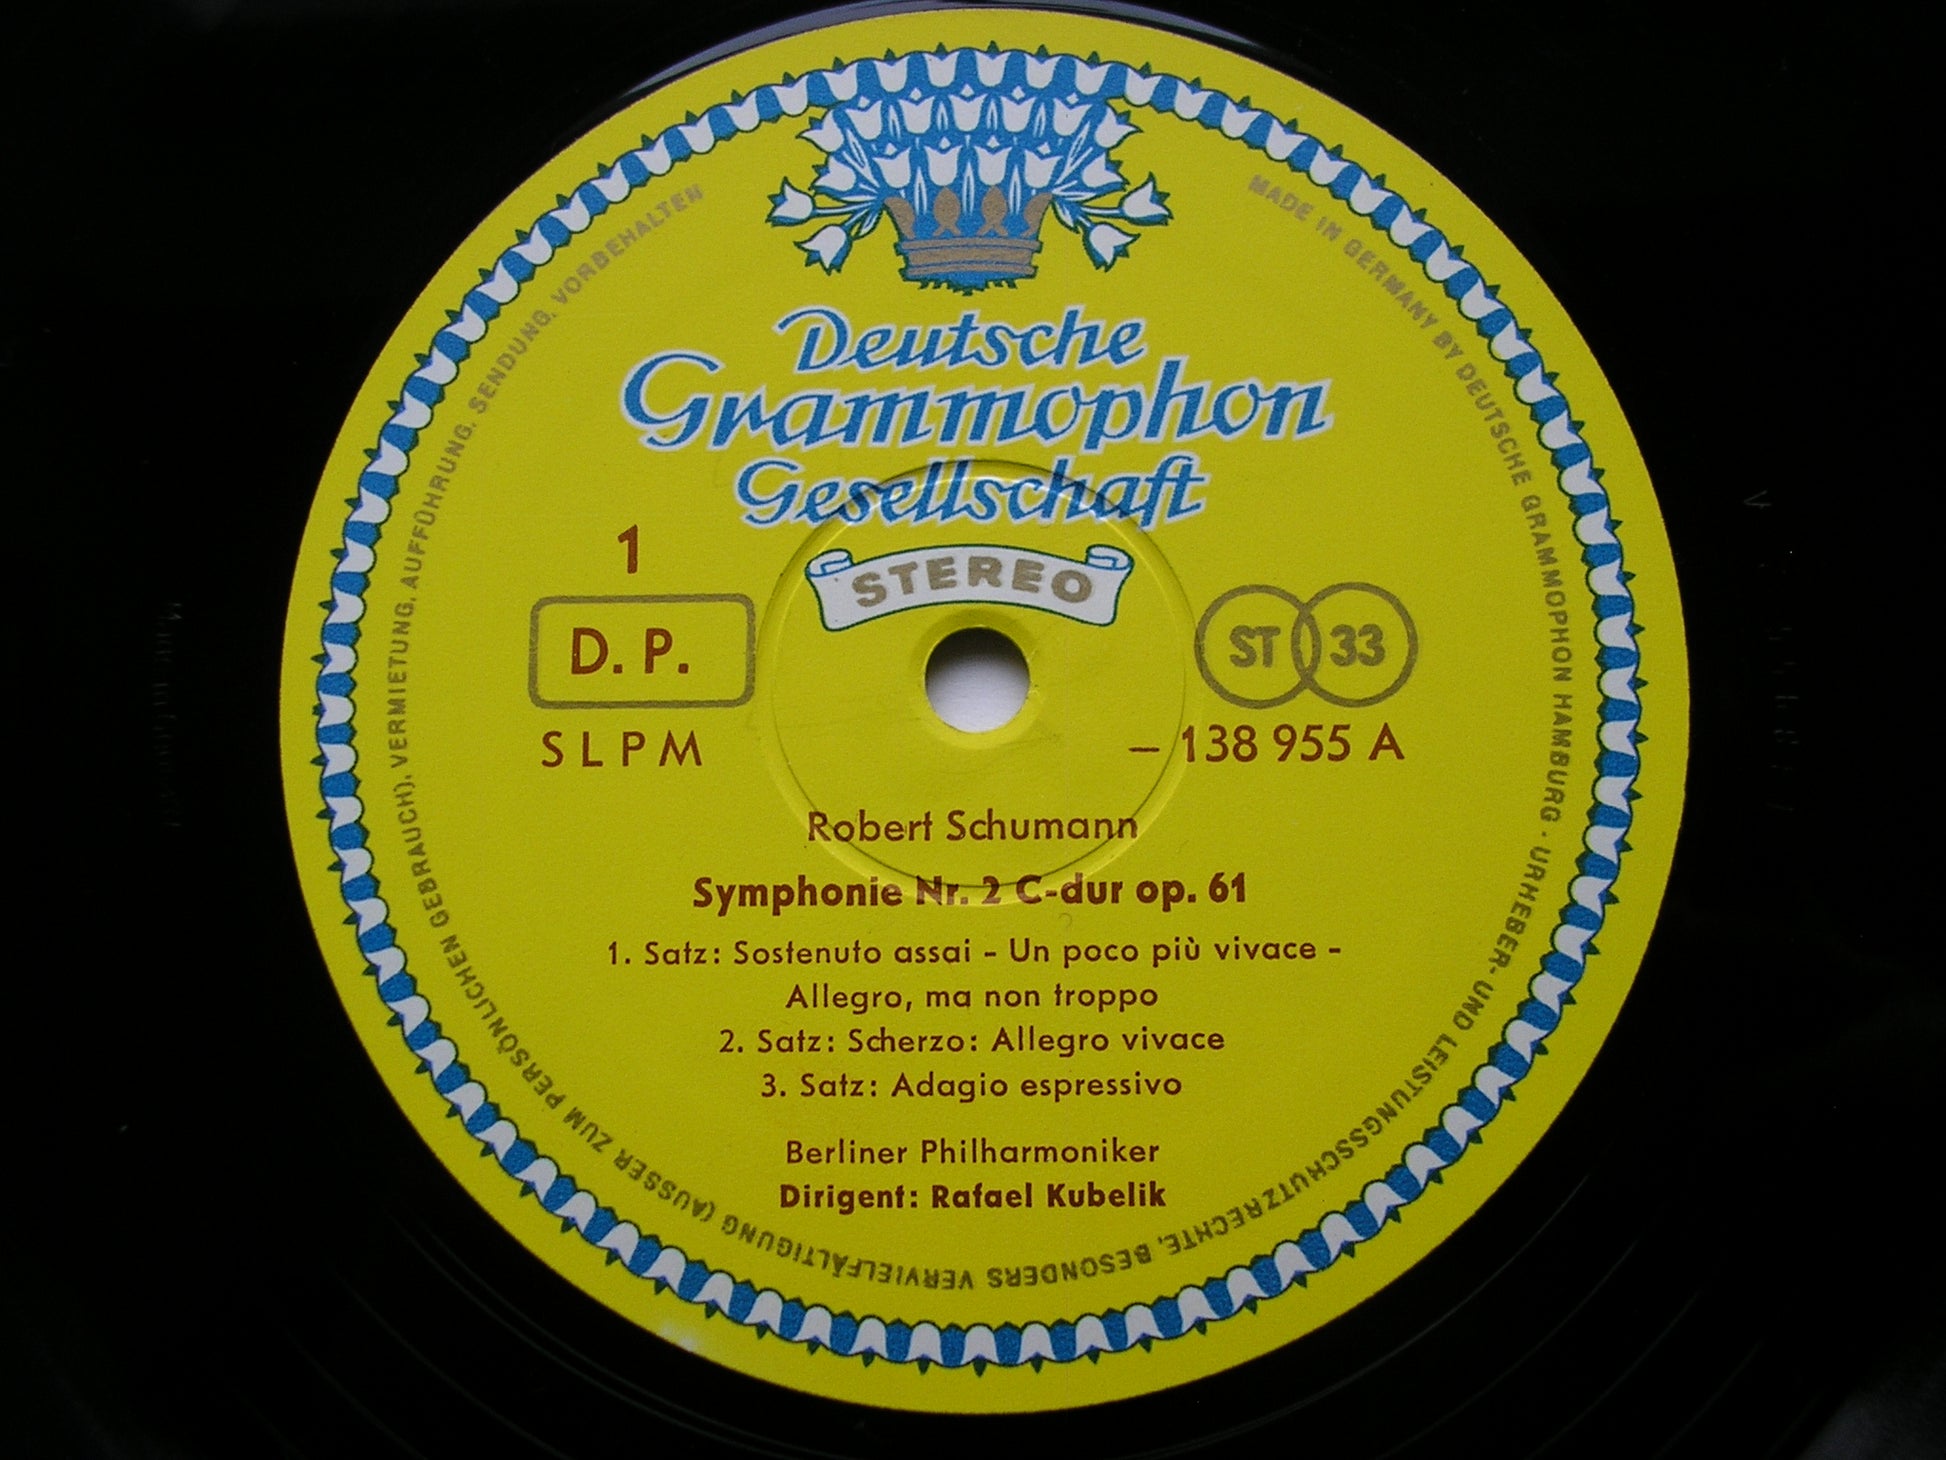 Deutsche
Grammophon
Gesellschaft
STEREO
1
D. P.
ST 33
SLPM – 138 955 A
Robert Schumann
Symphonie Nr. 2 C-dur op. 61
1. Satz: Sostenuto assai – Un poco più vivace –
Allegro, ma non troppo
2. Satz: Scherzo: Allegro vivace
3. Satz: Adagio espressivo
Berliner Philharmoniker
Dirigent: Rafael Kubelik
MADE IN GERMANY BY DEUTSCHE GRAMMOPHON HAMBURG · URHEBER- UND LEISTUNGSSCHUTZRECHTE, BESONDERS VERVIELFÄLTIGUNG (AUSSER ZUM PERSÖNLICHEN GEBRAUCH), VERMIETUNG, AUFFÜHRUNG, SENDUNG, VORBEHALTEN